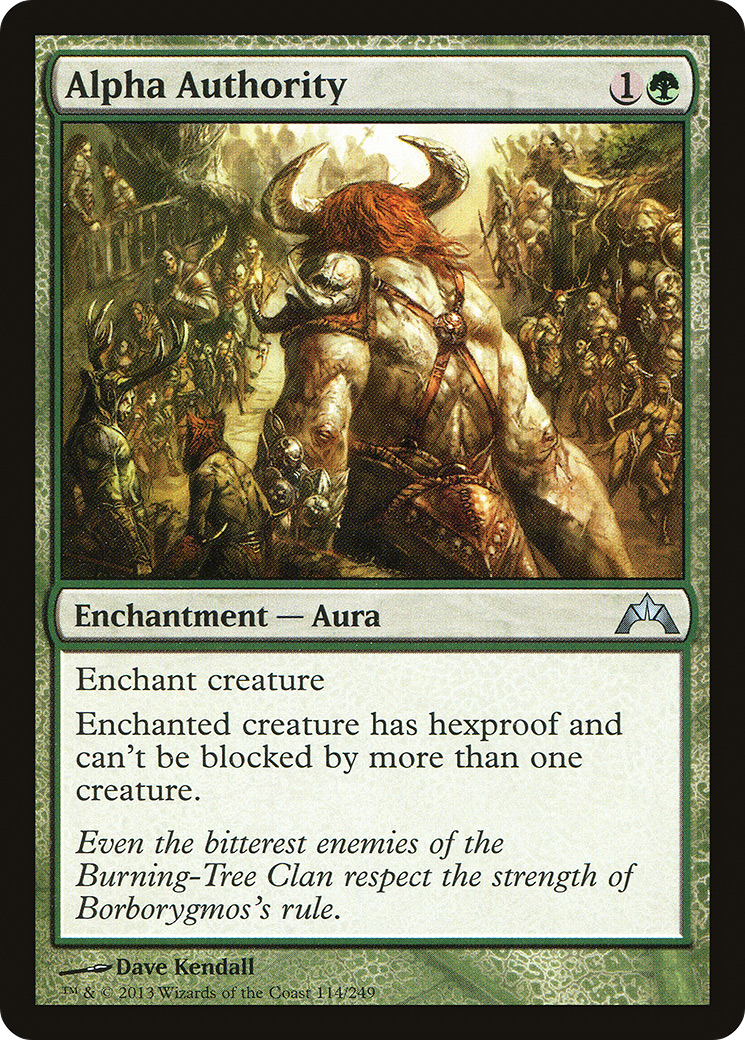 Alpha Authority
1
Enchantment — Aura
Enchant creature
Enchanted creature has hexproof and
can't be blocked by more than one
creature.
Even the bitterest enemies of the
Burning-Tree Clan respect the strength of
Borborygmos's rule.
Dave Kendall
™ & © 2013 Wizards of the Coast 114/249